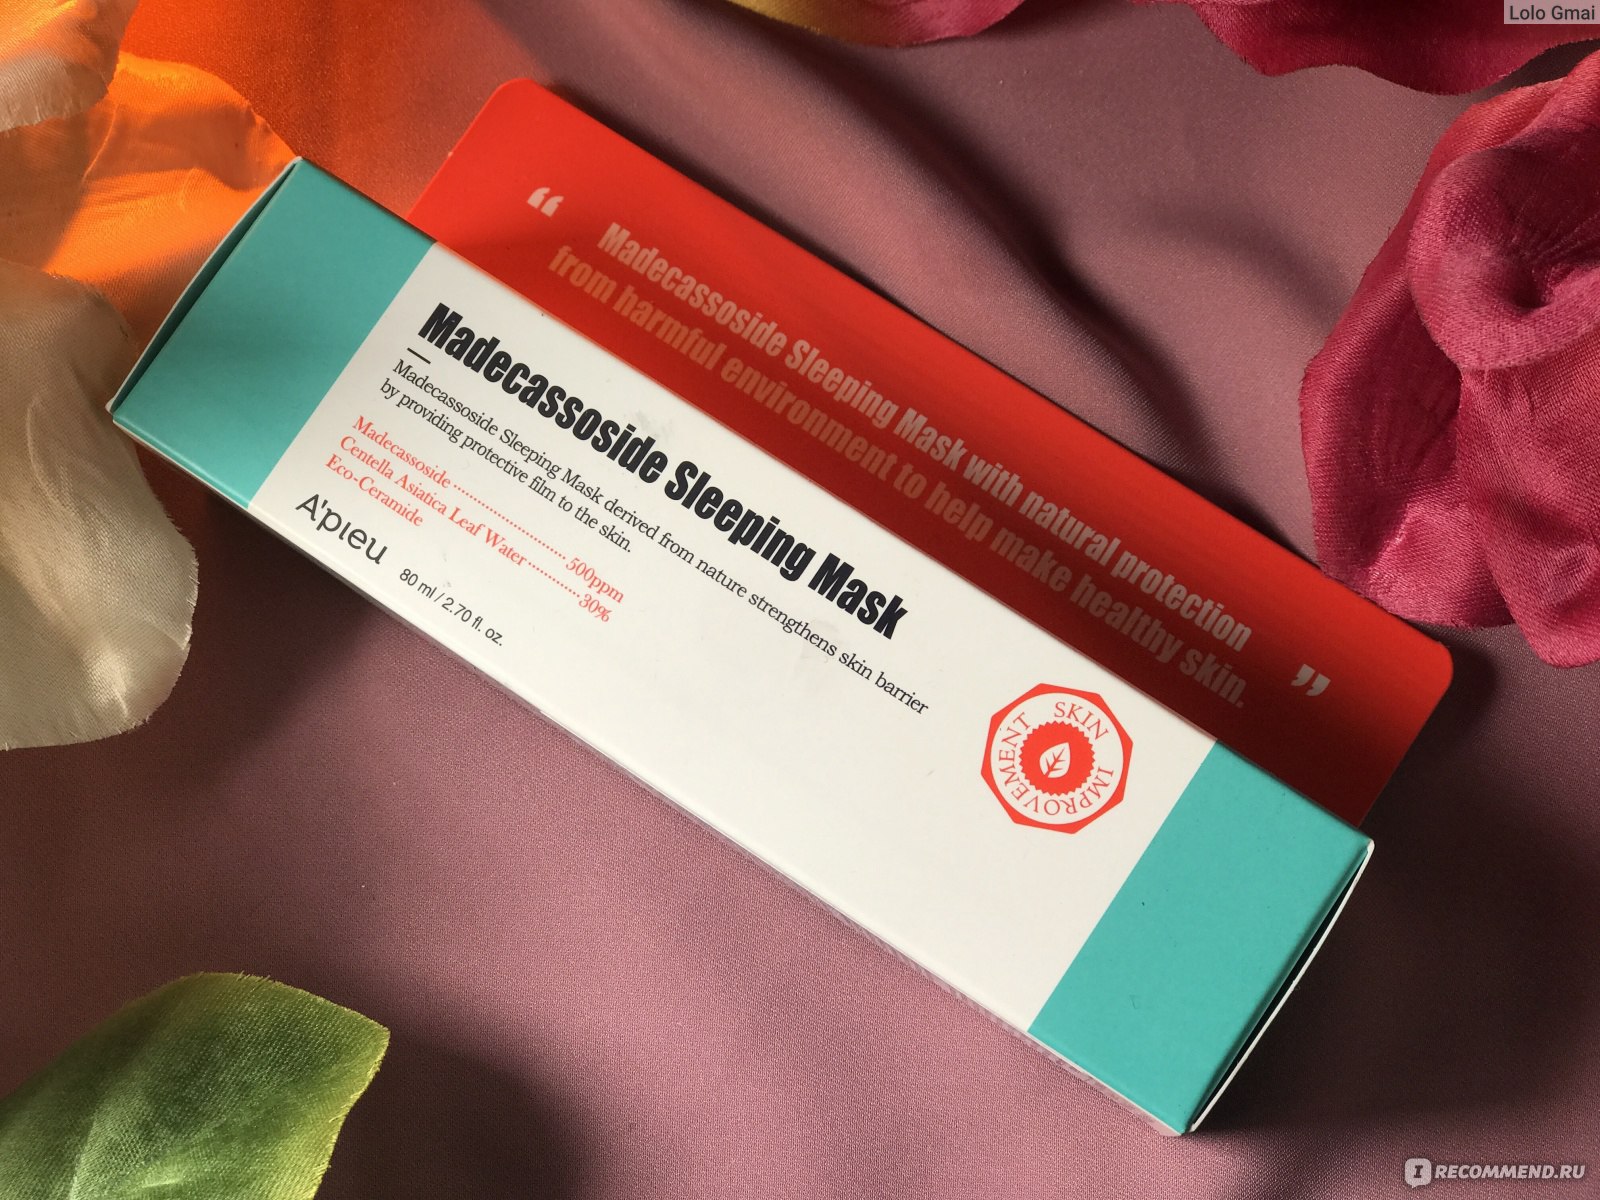 Lolo Gmai
“
Madecassoside Sleeping Mask with natural protection
from harmful environment to help make healthy skin.
”
Madecassoside Sleeping Mask
Madecassoside Sleeping Mask derived from nature strengthens skin barrier
by providing protective film to the skin.
Madecassoside ........................ 500ppm
Centella Asiatica Leaf Water ........... 30%
Eco-Ceramide
A'pieu
80 ml / 2.70 fl. oz.
SKIN IMPROVEMENT
IRECOMMEND.RU